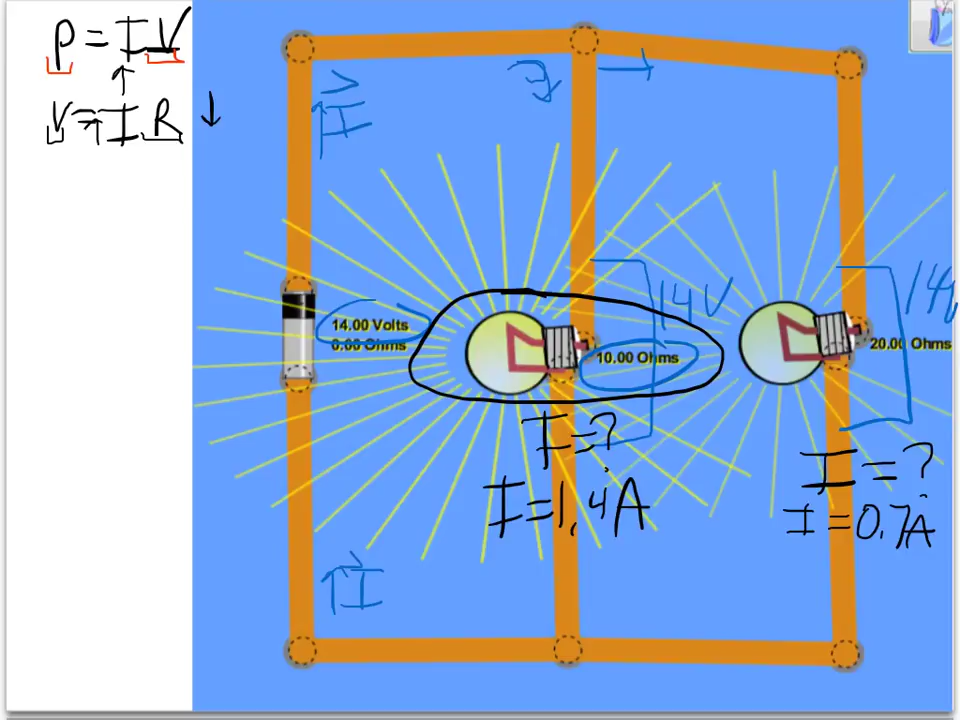 P = IV
↑
V = IR ↓
I
14.00 Volts
0.00 Ohms
14V
14V
10.00 Ohms
20.00 Ohms
I = ?
I = ?
I = 1.4A
I = 0.7A
I